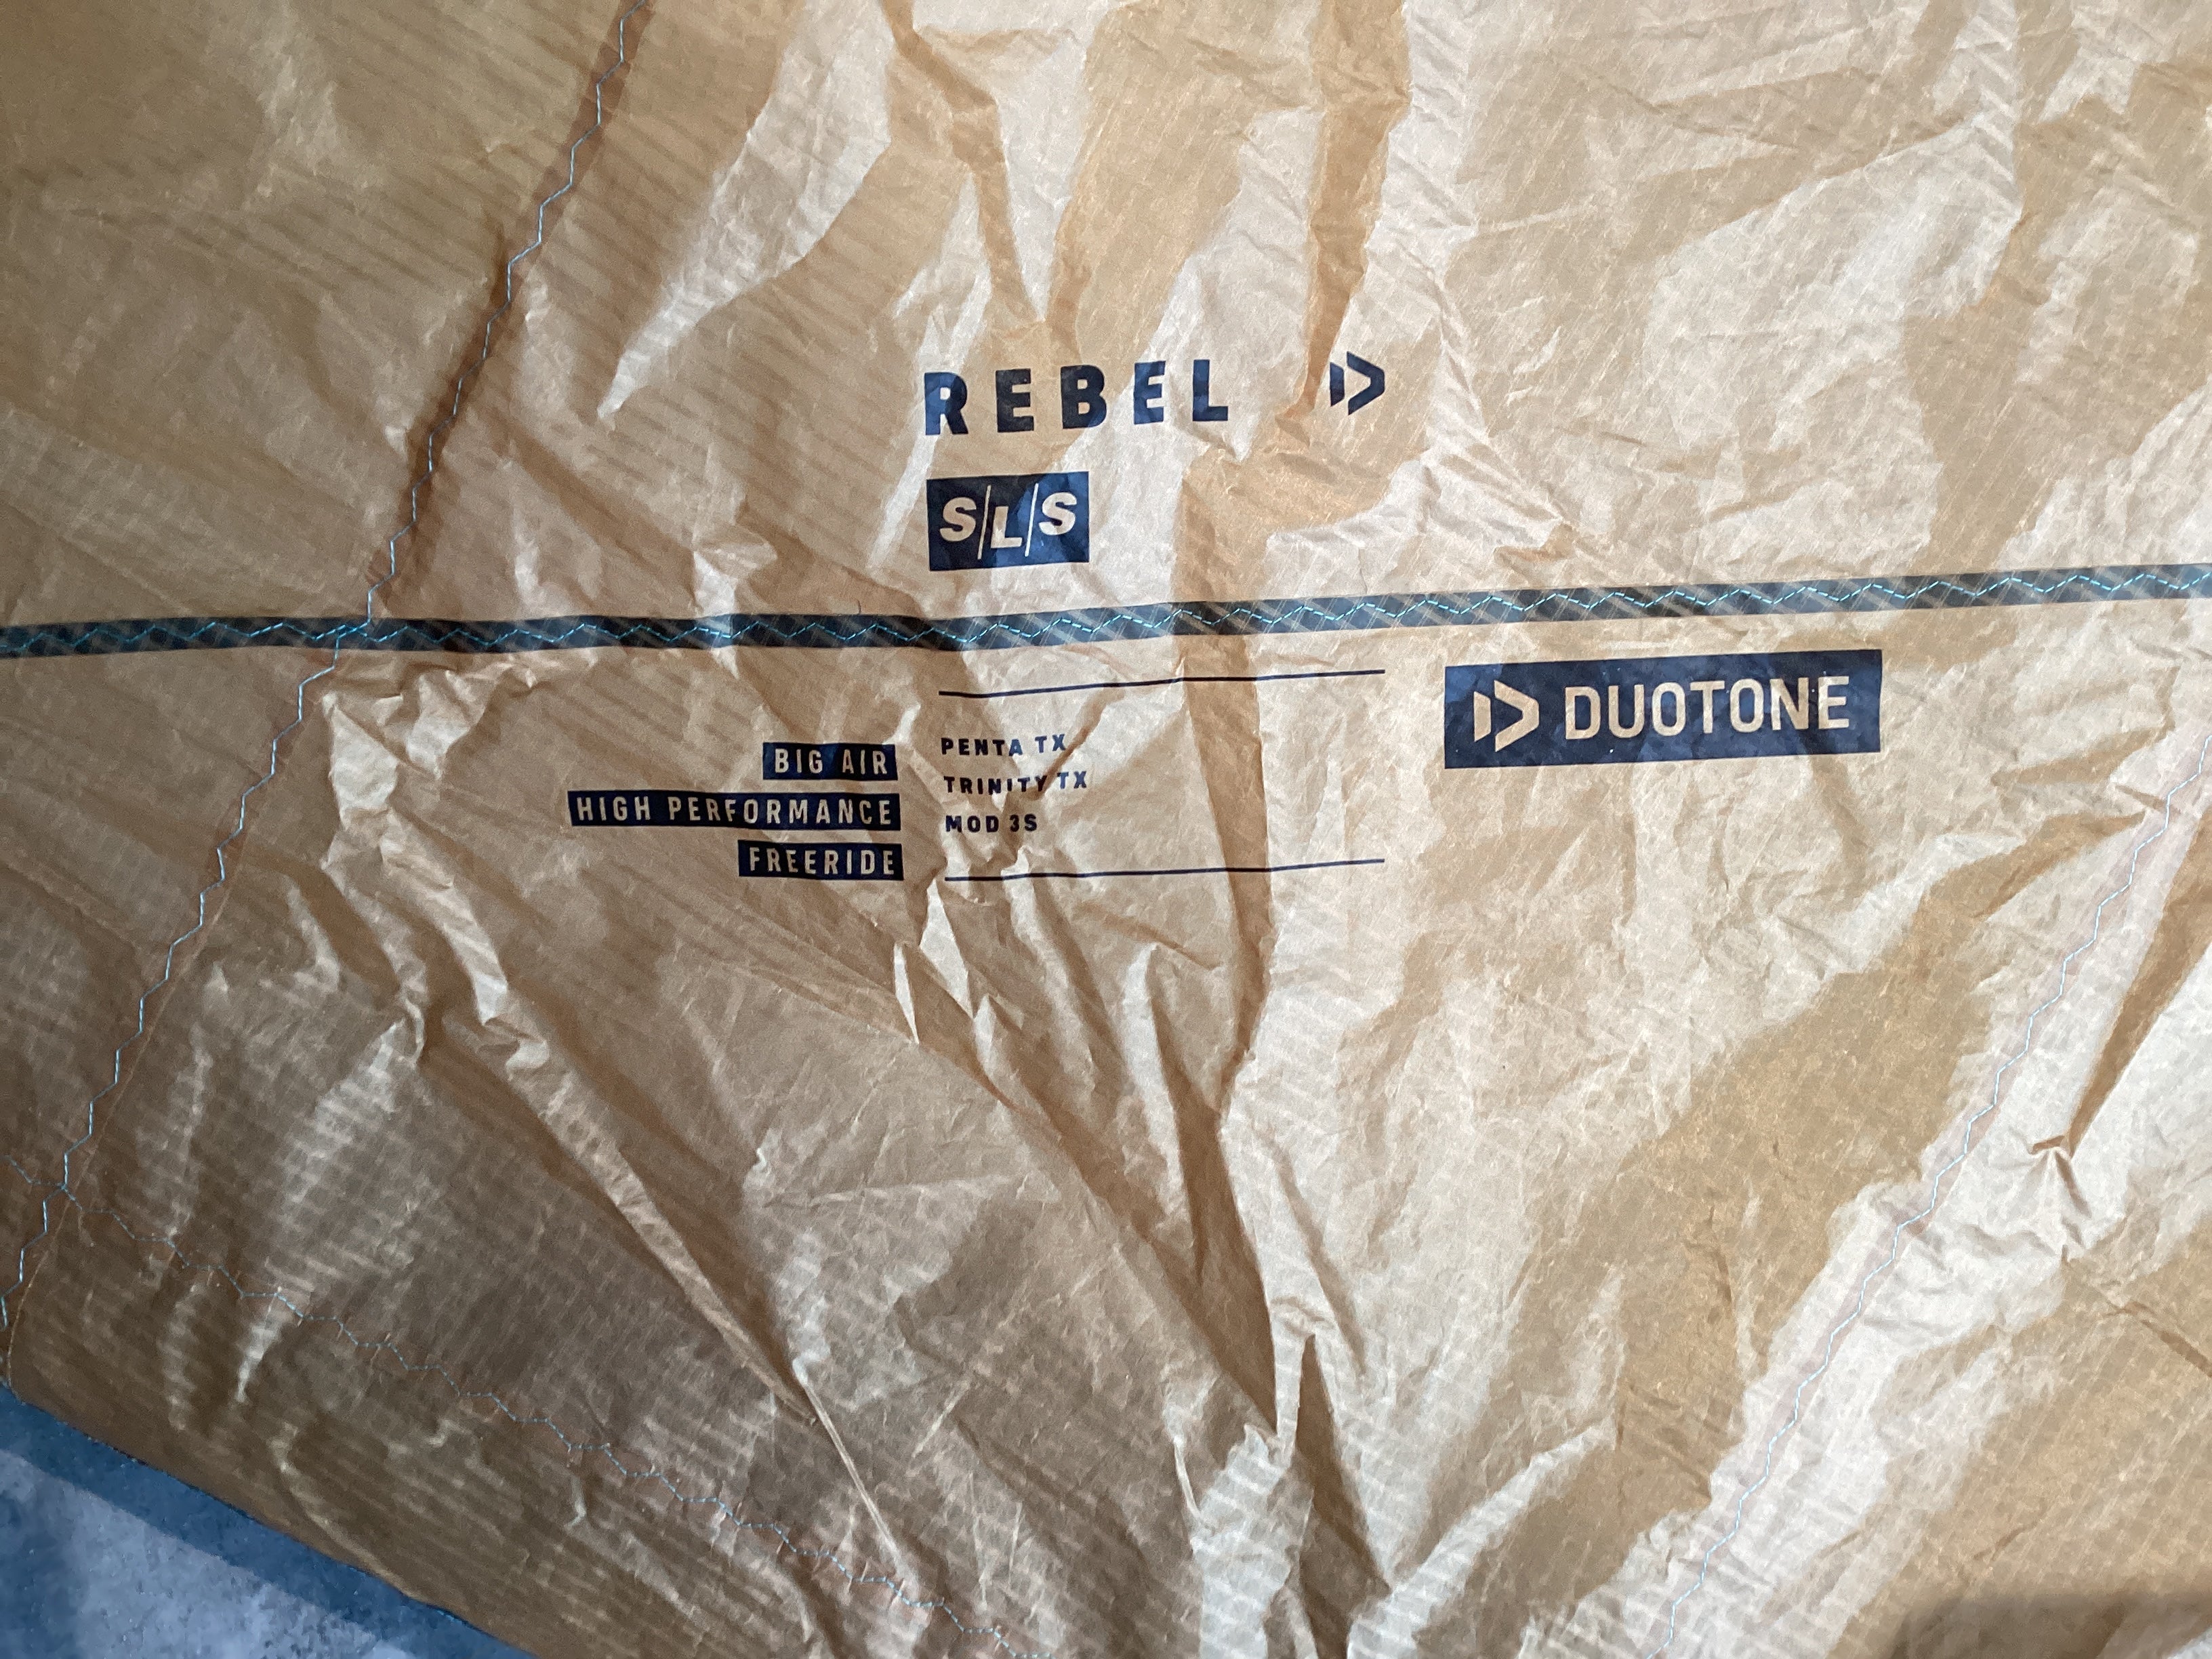 REBEL
S/L/S
DUOTONE
BIG AIR
HIGH PERFORMANCE
FREERIDE
PENTA TX
TRINITY TX
MOD 3S